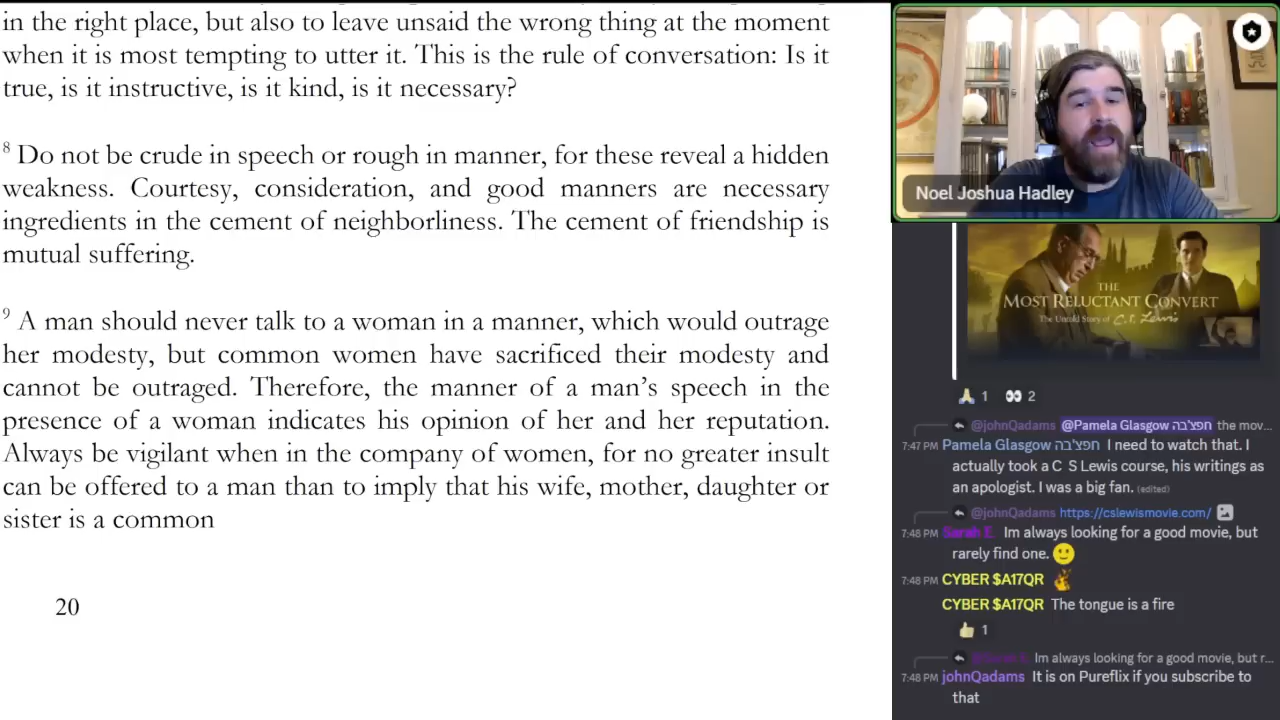 in the right place, but also to leave unsaid the wrong thing at the moment
when it is most tempting to utter it. This is the rule of conversation: Is it
true, is it instructive, is it kind, is it necessary?
8 Do not be crude in speech or rough in manner, for these reveal a hidden
weakness. Courtesy, consideration, and good manners are necessary
ingredients in the cement of neighborliness. The cement of friendship is
mutual suffering.
9 A man should never talk to a woman in a manner, which would outrage
her modesty, but common women have sacrificed their modesty and
cannot be outraged. Therefore, the manner of a man's speech in the
presence of a woman indicates his opinion of her and her reputation.
Always be vigilant when in the company of women, for no greater insult
can be offered to a man than to imply that his wife, mother, daughter or
sister is a common
20
Noel Joshua Hadley
THE
MOST RELUCTANT CONVERT
The Untold Story of C.S. Lewis
1 2
@johnQadams @Pamela Glasgow חפצ'בה the mov...
7:47 PM Pamela Glasgow חפצ'בה I need to watch that. I
actually took a C S Lewis course, his writings as
an apologist. I was a big fan. (edited)
@johnQadams https://cslewismovie.com/
7:48 PM Sarah E. Im always looking for a good movie, but
rarely find one.
7:48 PM CYBER $A17QR
CYBER $A17QR The tongue is a fire
1
Im always looking for a good movie, but r...
7:48 PM johnQadams It is on Pureflix if you subscribe to
that